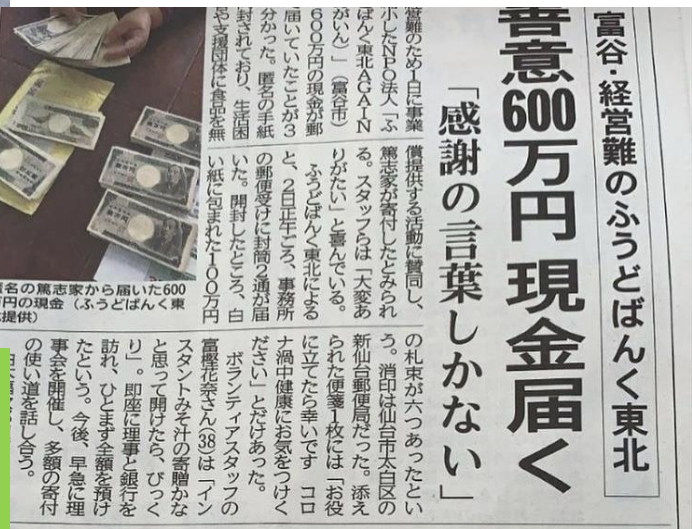 富谷・経営難のふうどばんく東北
善意600万円 現金届く
「感謝の言葉しかない」
営難のため1日に事業
小したNPO法人「ふ
ばんく東北AGAIN
がいん)」(富谷市)
600万円の現金が郵
届いていたことが3
分かった。匿名の手紙
封されており、生活困
や支援団体に食品を無
償提供する活動に賛同し、
篤志家が寄付したとみられ
る。スタッフらは「大変あ
りがたい」と喜んでいる。
ふうどばんく東北による
と、2日正午ごろ、事務所
の郵便受けに封筒2通が届
いた。開封したところ、白
い紙に包まれた100万円
の札束が六つあったとい
う。消印は仙台市太白区の
新仙台郵便局だった。添え
られた便箋1枚には「お役
に立てたら幸いです コロ
ナ渦中健康にお気をつけく
ださい」とだけあった。
ボランティアスタッフの
富樫花奈さん(38)は「イン
スタントみそ汁の寄贈かな
と思って開けたら、びっく
り」。即座に理事と銀行を
訪れ、ひとまず全額を預け
たという。今後、早急に理
事会を開催し、多額の寄付
の使い道を話し合う。
名の篤志家から届いた600
万円の現金(ふうどばんく東
提供)